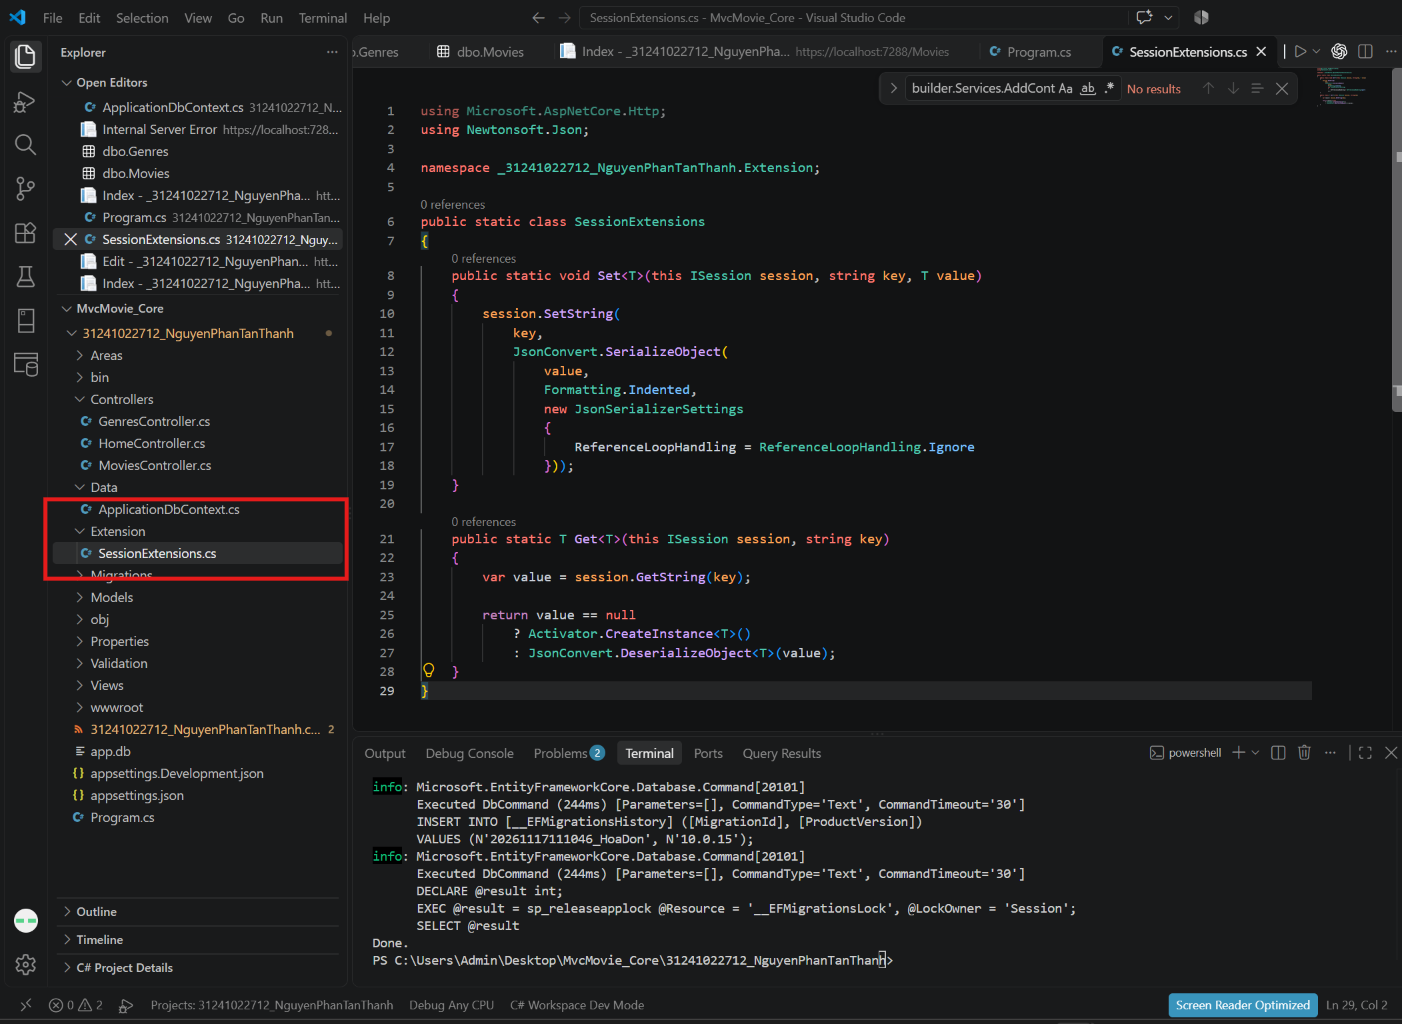 File Edit Selection View Go Run Terminal Help
SessionExtensions.cs - MvcMovie_Core - Visual Studio Code
Explorer
Open Editors
ApplicationDbContext.cs 31241022712_N...
Internal Server Error https://localhost:728...
dbo.Genres
dbo.Movies
Index - _31241022712_NguyenPha... htt...
Program.cs 31241022712_NguyenPhanTan...
SessionExtensions.cs 31241022712_Nguy...
Edit - _31241022712_NguyenPhan... htt...
Index - _31241022712_NguyenPha... htt...
MvcMovie_Core
31241022712_NguyenPhanTanThanh
Areas
bin
Controllers
GenresController.cs
HomeController.cs
MoviesController.cs
Data
ApplicationDbContext.cs
Extension
SessionExtensions.cs
Migrations
Models
obj
Properties
Validation
Views
wwwroot
31241022712_NguyenPhanTanThanh.c... 2
app.db
appsettings.Development.json
appsettings.json
Program.cs
Outline
Timeline
C# Project Details
o.Genres dbo.Movies Index - _31241022712_NguyenPha... https://localhost:7288/Movies Program.cs SessionExtensions.cs
builder.Services.AddCont Aa ab .* No results
1 using Microsoft.AspNetCore.Http;
2 using Newtonsoft.Json;
3
4 namespace _31241022712_NguyenPhanTanThanh.Extension;
5
0 references
6 public static class SessionExtensions
7 {
0 references
8 public static void Set<T>(this ISession session, string key, T value)
9 {
10 session.SetString(
11 key,
12 JsonConvert.SerializeObject(
13 value,
14 Formatting.Indented,
15 new JsonSerializerSettings
16 {
17 ReferenceLoopHandling = ReferenceLoopHandling.Ignore
18 }));
19 }
20
0 references
21 public static T Get<T>(this ISession session, string key)
22 {
23 var value = session.GetString(key);
24
25 return value == null
26 ? Activator.CreateInstance<T>()
27 : JsonConvert.DeserializeObject<T>(value);
28 }
29 }
Output Debug Console Problems 2 Terminal Ports Query Results powershell
info: Microsoft.EntityFrameworkCore.Database.Command[20101]
Executed DbCommand (244ms) [Parameters=[], CommandType='Text', CommandTimeout='30']
INSERT INTO [__EFMigrationsHistory] ([MigrationId], [ProductVersion])
VALUES (N'20261117111046_HoaDon', N'10.0.15');
info: Microsoft.EntityFrameworkCore.Database.Command[20101]
Executed DbCommand (244ms) [Parameters=[], CommandType='Text', CommandTimeout='30']
DECLARE @result int;
EXEC @result = sp_releaseapplock @Resource = '__EFMigrationsLock', @LockOwner = 'Session';
SELECT @result
Done.
PS C:\Users\Admin\Desktop\MvcMovie_Core\31241022712_NguyenPhanTanThanh>
0 2 Projects: 31241022712_NguyenPhanTanThanh Debug Any CPU C# Workspace Dev Mode Screen Reader Optimized Ln 29, Col 2